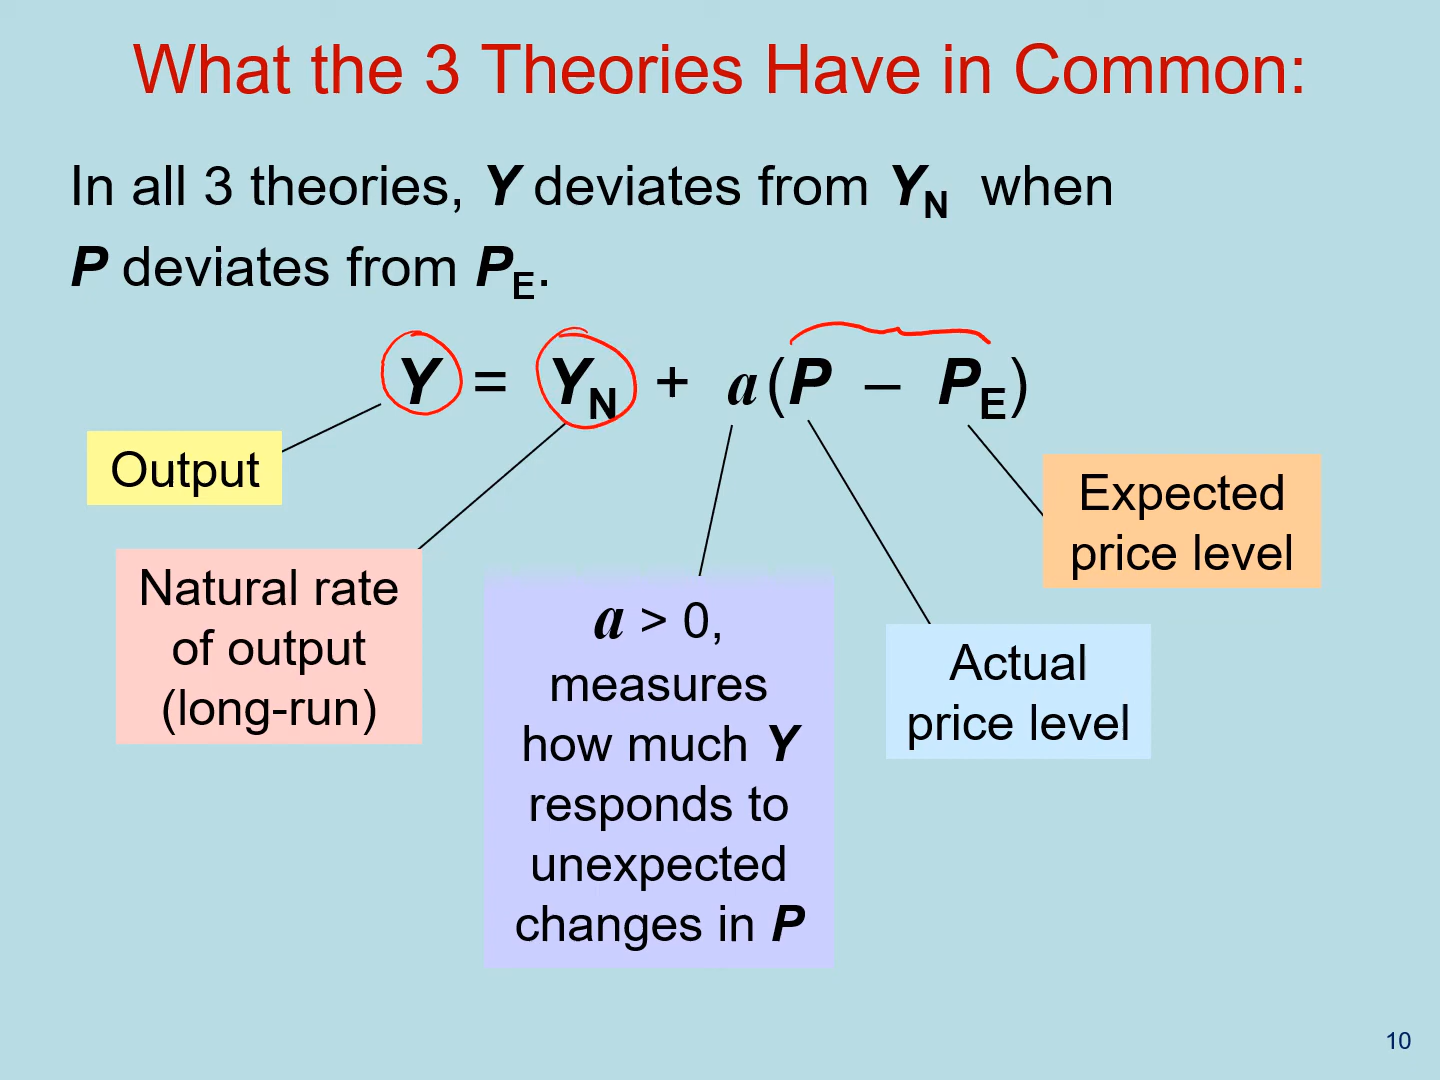 What the 3 Theories Have in Common:
In all 3 theories, Y deviates from YN when
P deviates from PE.
Y = YN + a (P – PE)
Output
Expected
price level
Natural rate
of output
(long-run)
a > 0,
measures
how much Y
responds to
unexpected
changes in P
Actual
price level
10